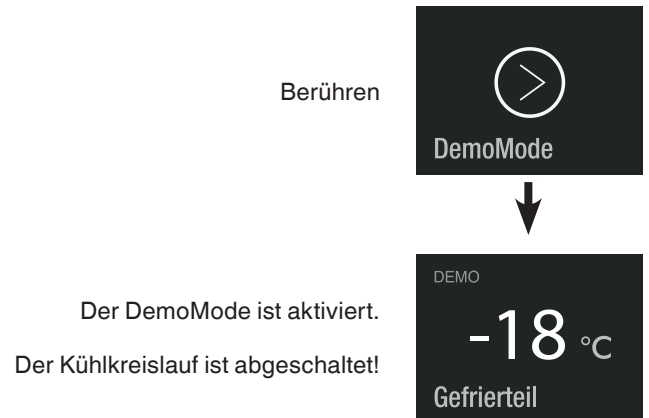 Berühren
DemoMode
DEMO
Der DemoMode ist aktiviert.
-18 °C
Der Kühlkreislauf ist abgeschaltet!
Gefrierteil